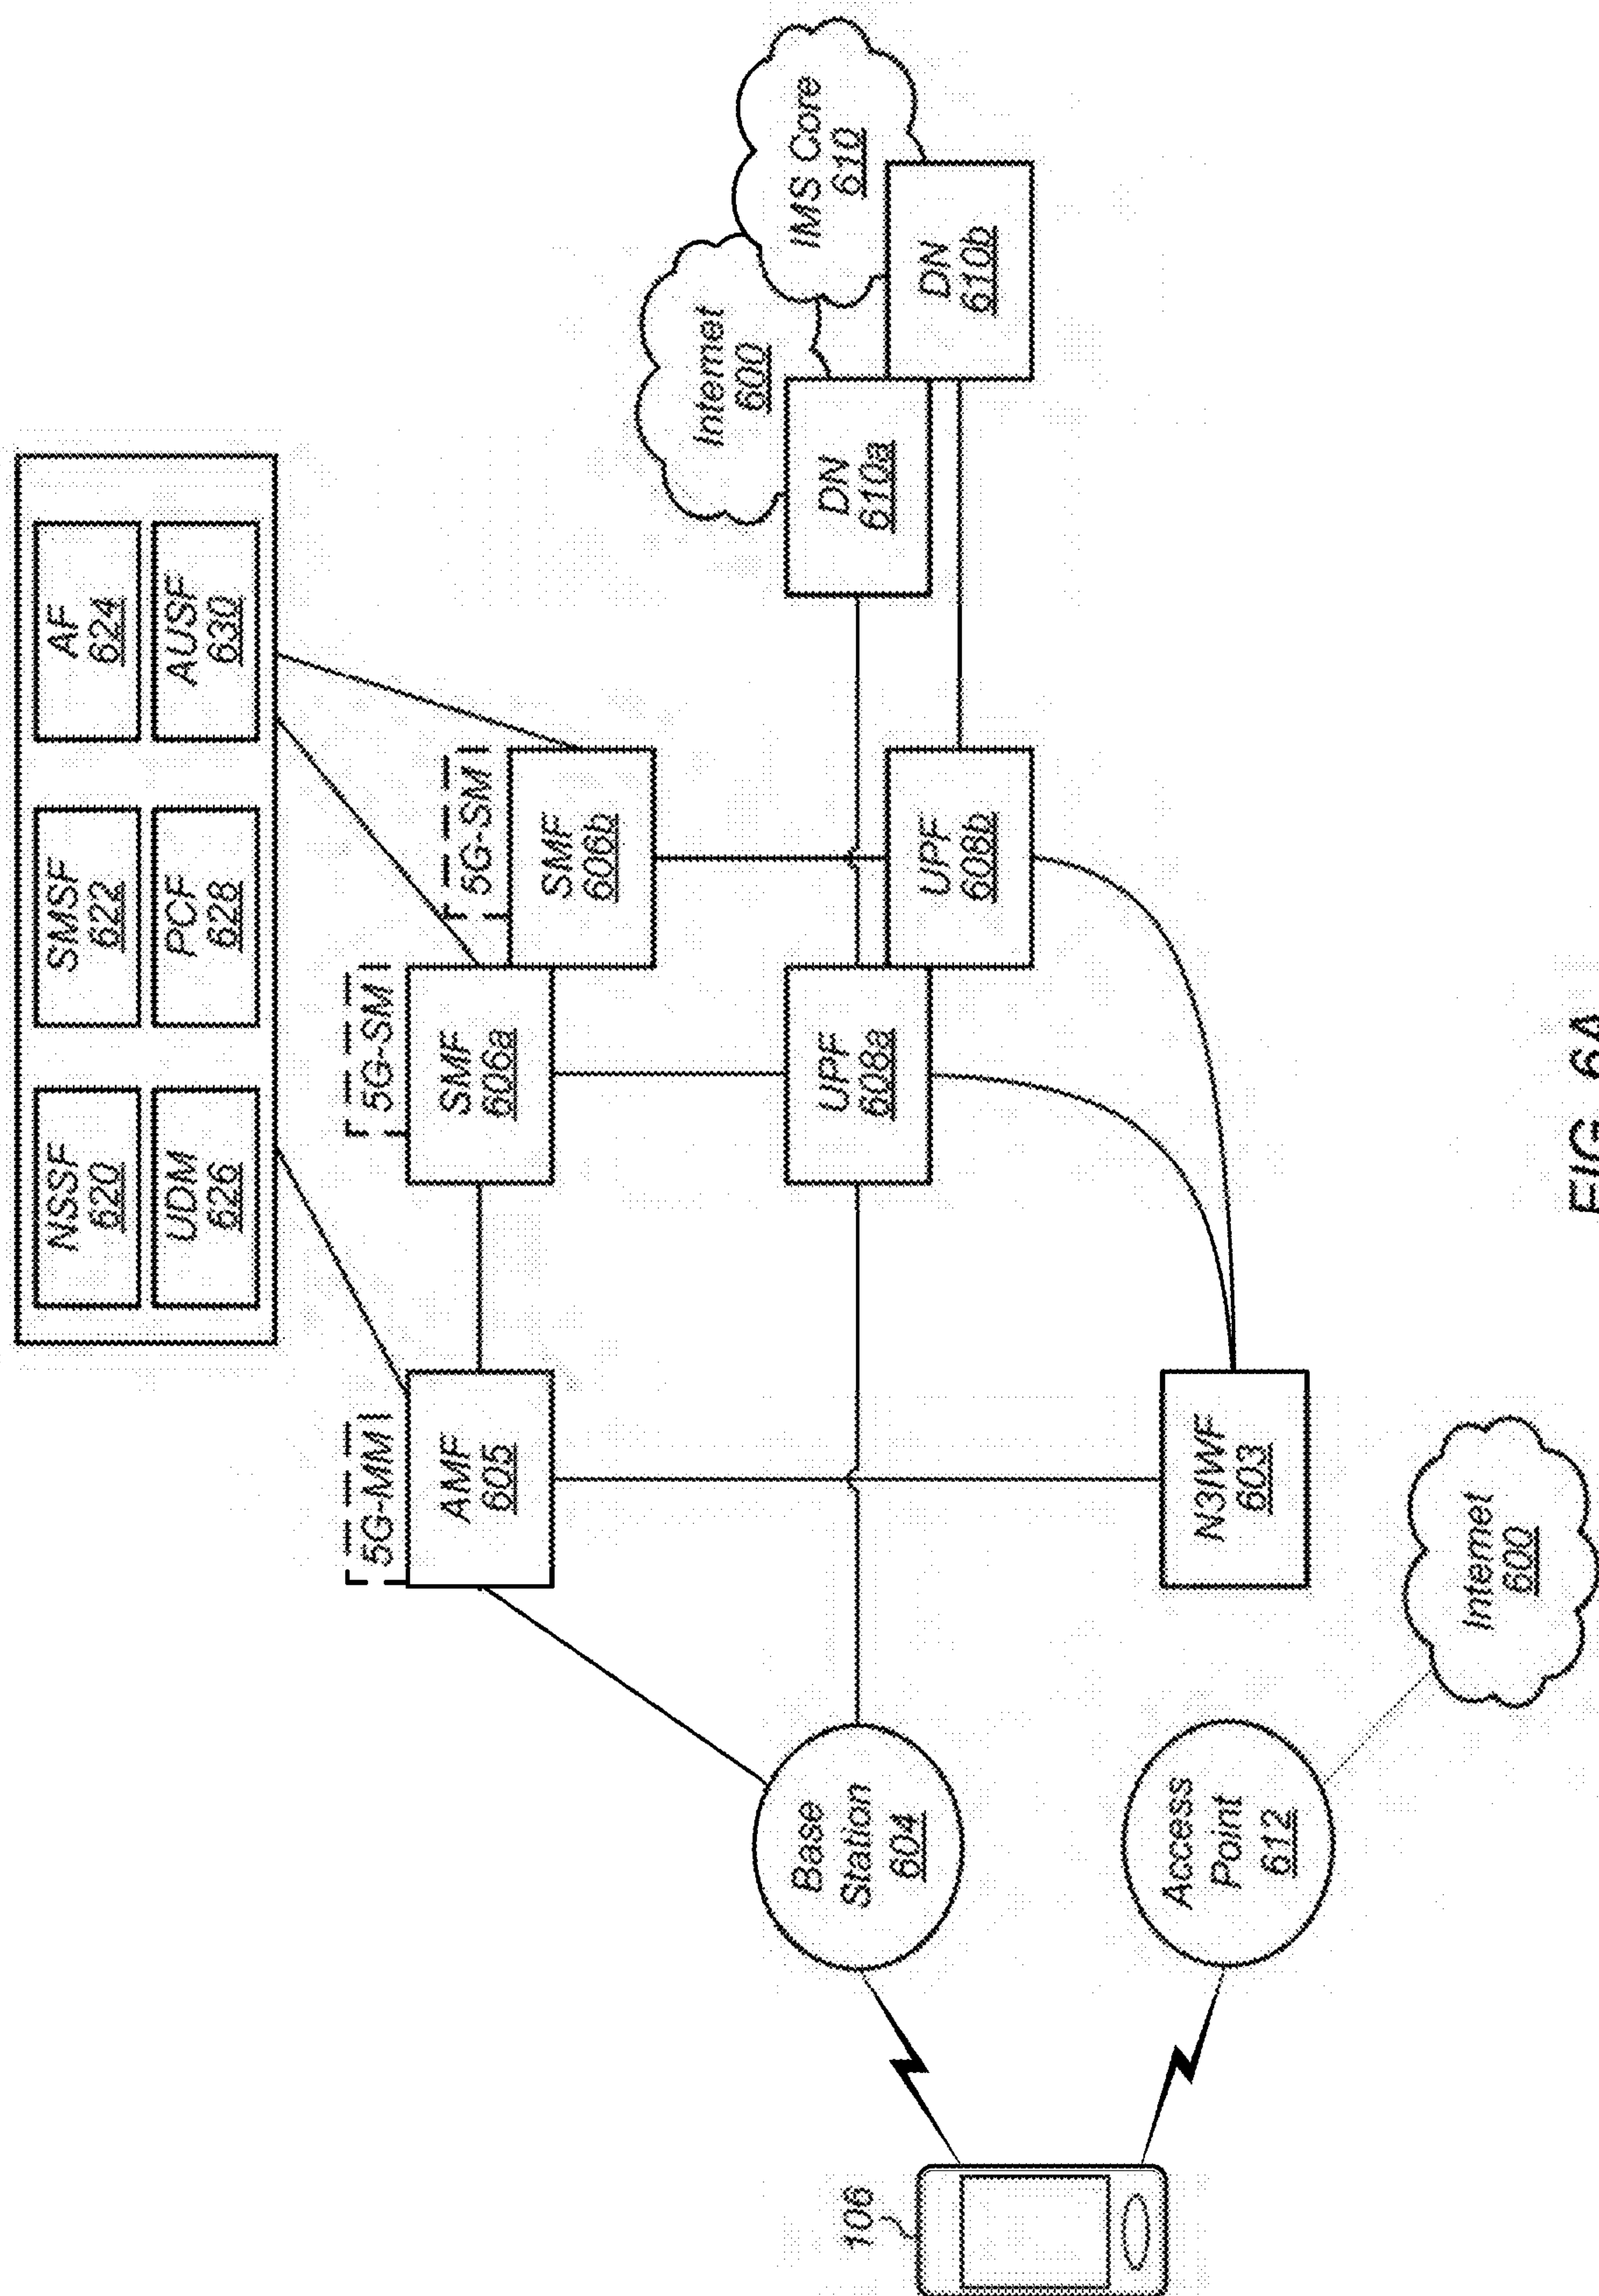 NSSF
620
SMSF
622
AF
624
UDM
626
PCF
628
AUSF
630
5G-MM
AMF
605
5G-SM
SMF
606a
5G-SM
SMF
606b
Internet
600
IMS Core
610
Base
Station
604
UPF
608a
UPF
608b
DN
610a
DN
610b
106
Access
Point
612
N3IWF
603
Internet
600
FIG. 6A